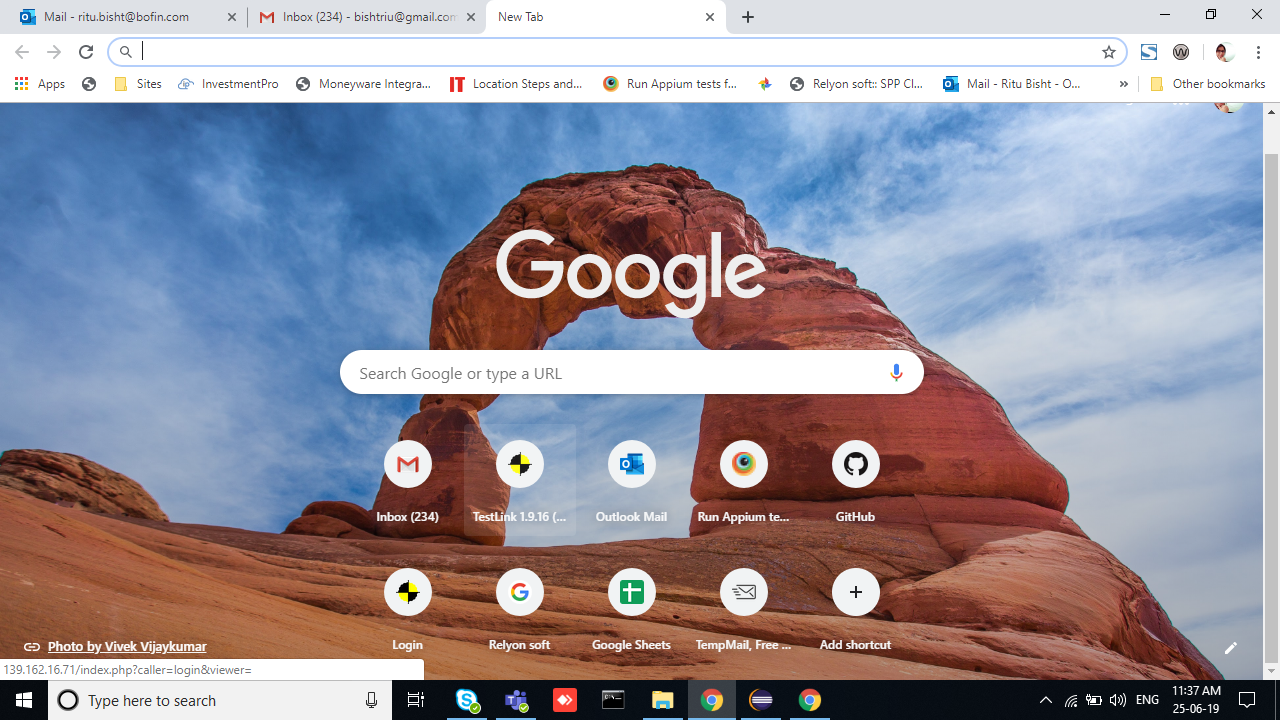 Mail - ritu.bisht@bofin.com
Inbox (234) - bishtriu@gmail.com
New Tab
Apps
Sites
InvestmentPro
Moneyware Integra...
IT
Location Steps and...
Run Appium tests f...
Relyon soft:: SPP Cl...
Mail - Ritu Bisht - O...
»
Other bookmarks
Google
Search Google or type a URL
Inbox (234)
TestLink 1.9.16 (...
Outlook Mail
Run Appium te...
GitHub
Login
Relyon soft
Google Sheets
TempMail, Free ...
Add shortcut
Photo by Vivek Vijaykumar
139.162.16.71/index.php?caller=login&viewer=
Type here to search
ENG
11:37 AM
25-06-19